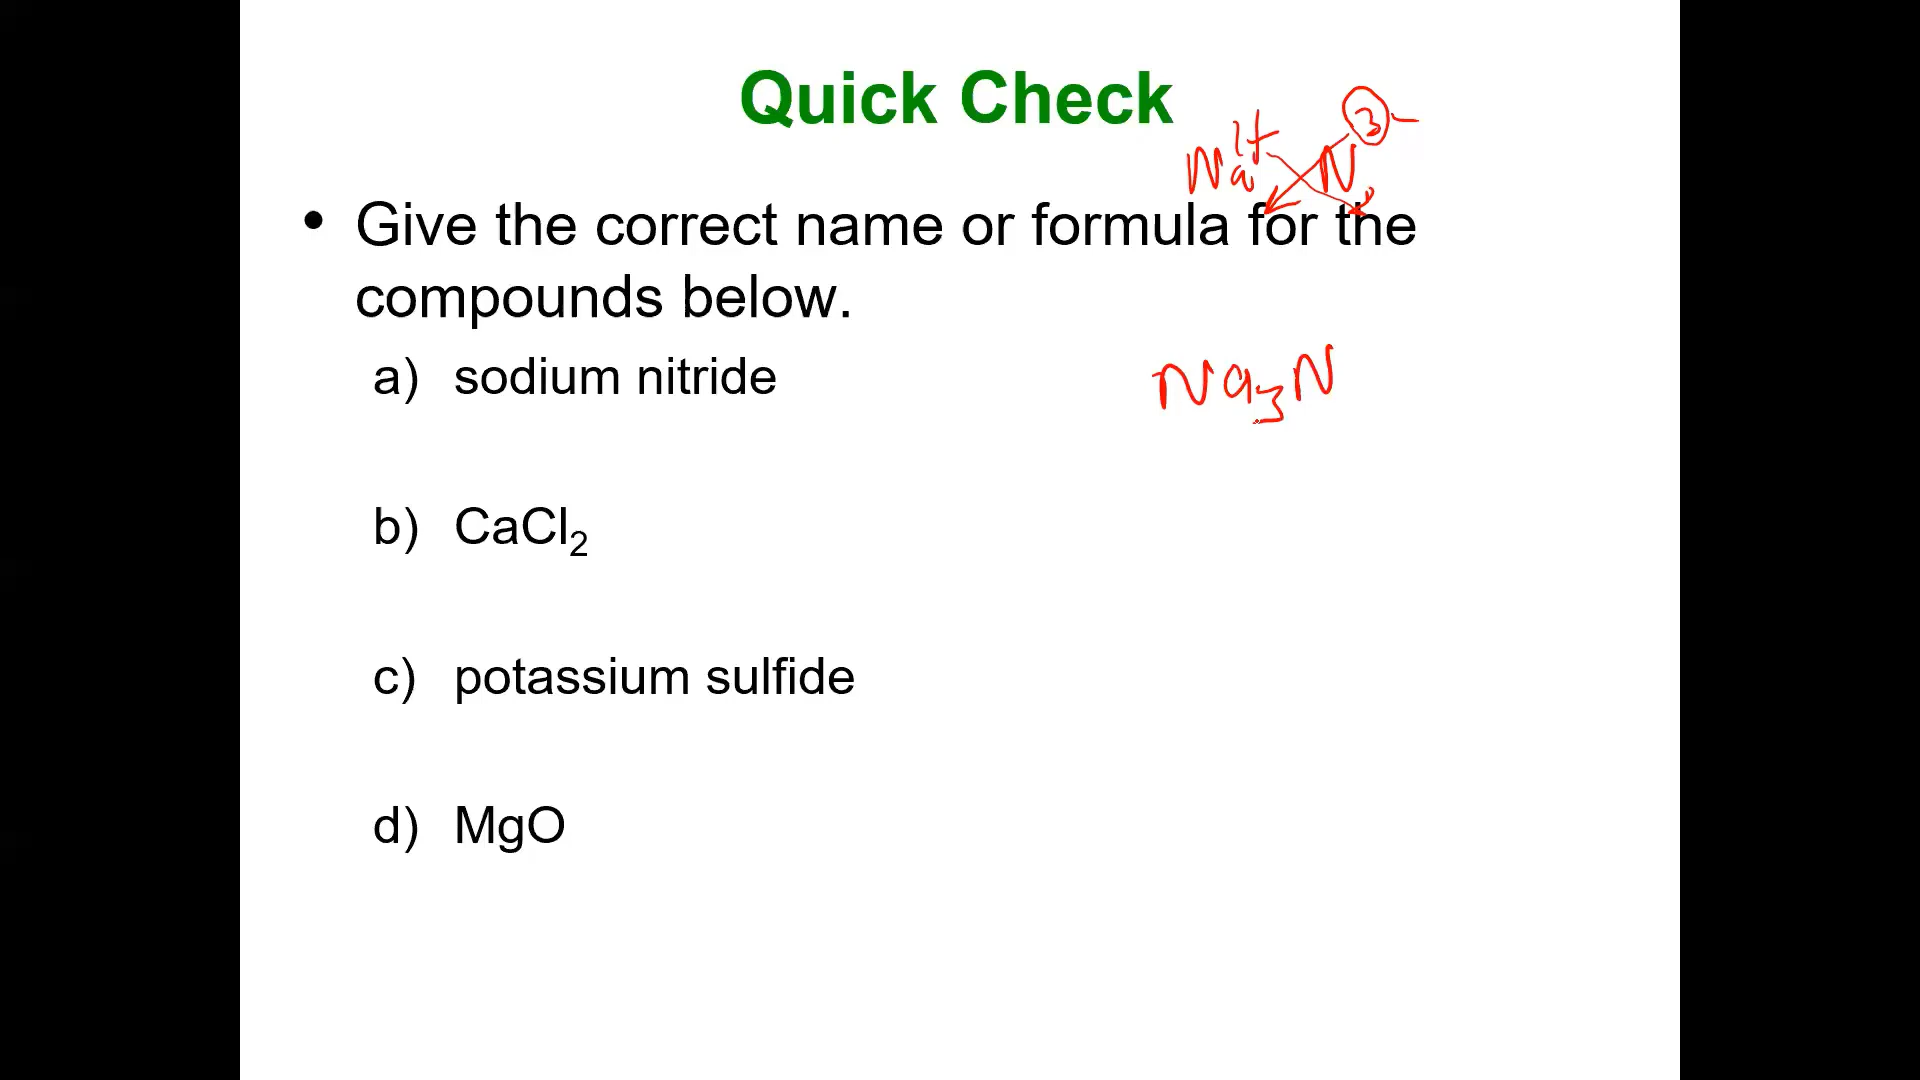 Quick Check
Na¹⁺ N³⁻
• Give the correct name or formula for the
compounds below.
a) sodium nitride Na₃N
b) CaCl₂
c) potassium sulfide
d) MgO